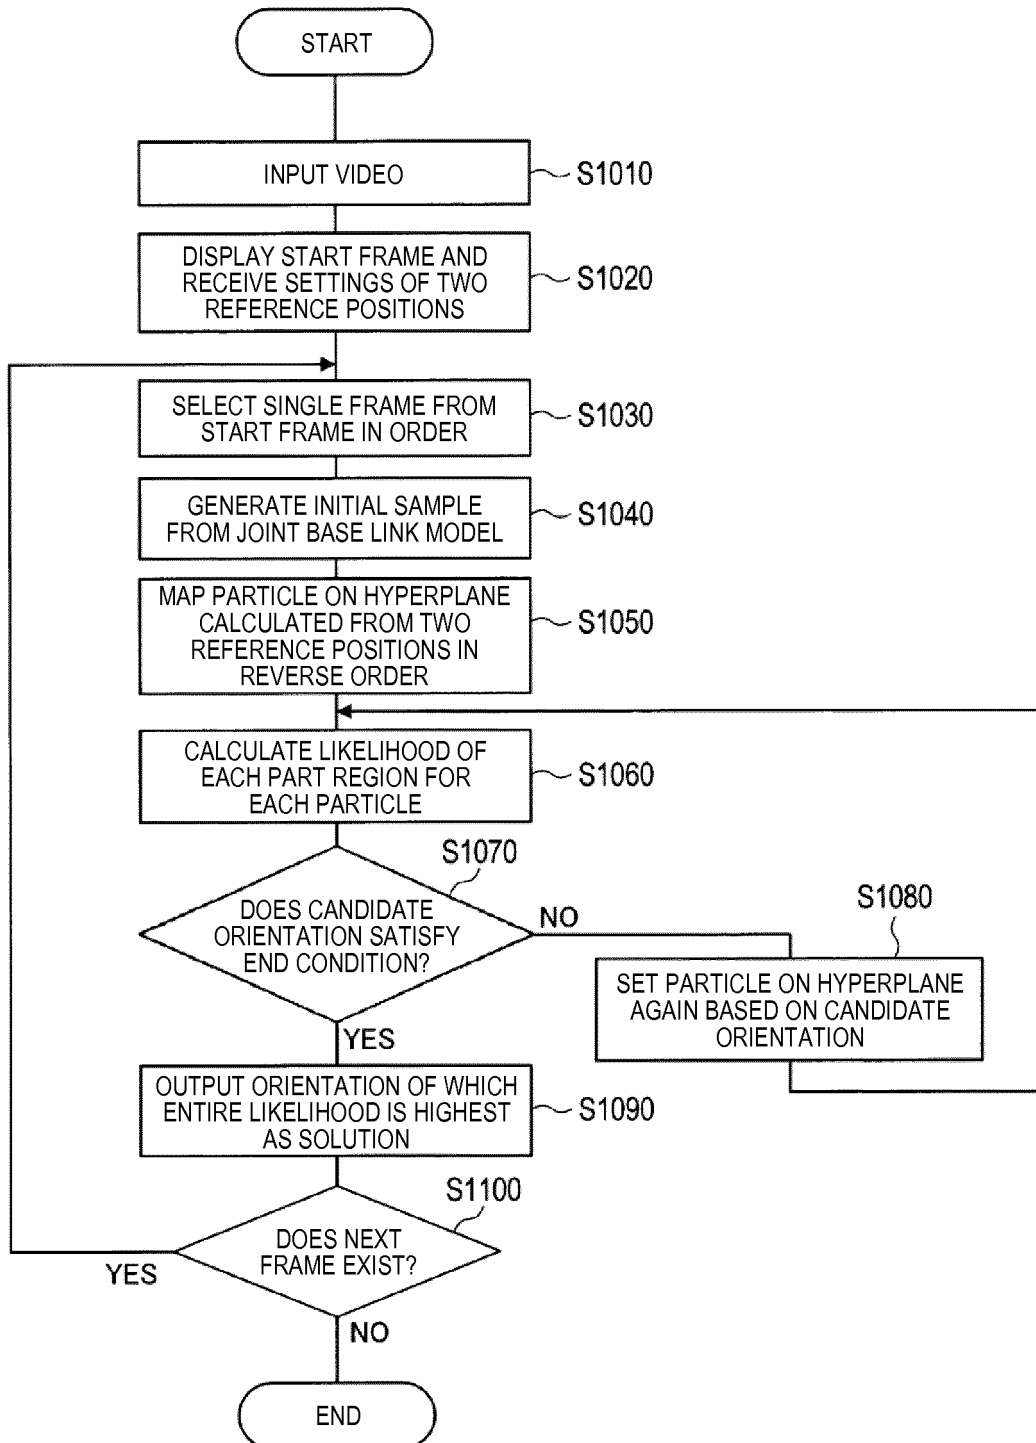 START
INPUT VIDEO
S1010
DISPLAY START FRAME AND
RECEIVE SETTINGS OF TWO
REFERENCE POSITIONS
S1020
SELECT SINGLE FRAME FROM
START FRAME IN ORDER
S1030
GENERATE INITIAL SAMPLE
FROM JOINT BASE LINK MODEL
S1040
MAP PARTICLE ON HYPERPLANE
CALCULATED FROM TWO
REFERENCE POSITIONS IN
REVERSE ORDER
S1050
CALCULATE LIKELIHOOD OF
EACH PART REGION FOR
EACH PARTICLE
S1060
S1070
DOES CANDIDATE
ORIENTATION SATISFY
END CONDITION?
NO
S1080
SET PARTICLE ON HYPERPLANE
AGAIN BASED ON CANDIDATE
ORIENTATION
YES
OUTPUT ORIENTATION OF WHICH
ENTIRE LIKELIHOOD IS HIGHEST
AS SOLUTION
S1090
S1100
DOES NEXT
FRAME EXIST?
YES
NO
END